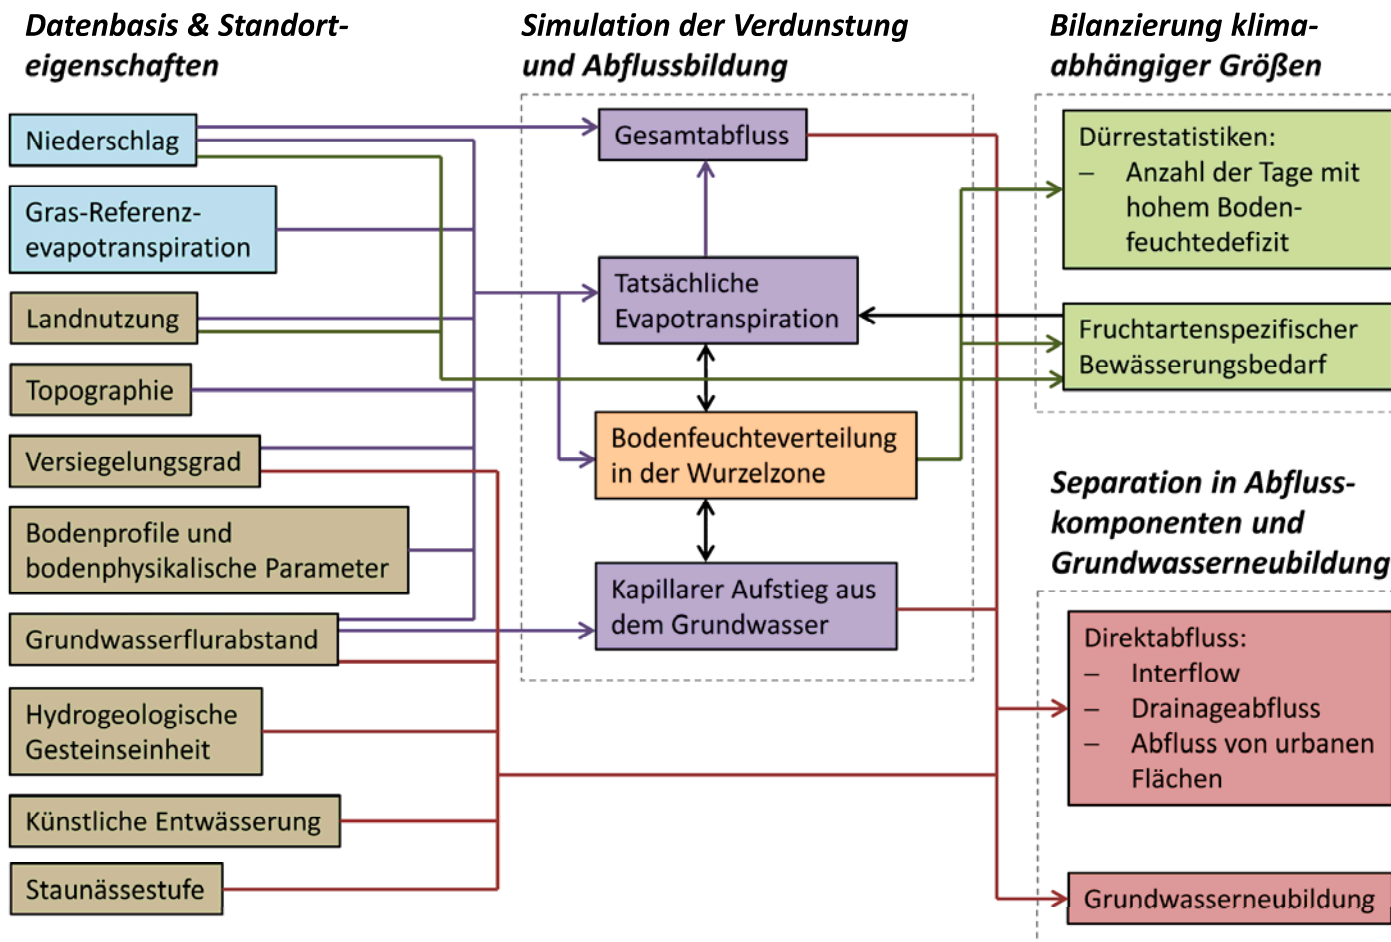 Datenbasis & Standort-
eigenschaften
Niederschlag
Gras-Referenz-
evapotranspiration
Landnutzung
Topographie
Versiegelungsgrad
Bodenprofile und
bodenphysikalische Parameter
Grundwasserflurabstand
Hydrogeologische
Gesteinseinheit
Künstliche Entwässerung
Staunässestufe
Simulation der Verdunstung
und Abflussbildung
Gesamtabfluss
Tatsächliche
Evapotranspiration
Bodenfeuchteverteilung
in der Wurzelzone
Kapillarer Aufstieg aus
dem Grundwasser
Bilanzierung klima-
abhängiger Größen
Dürrestatistiken:
– Anzahl der Tage mit
hohem Boden-
feuchtedefizit
Fruchtartenspezifischer
Bewässerungsbedarf
Separation in Abfluss-
komponenten und
Grundwasserneubildung
Direktabfluss:
– Interflow
– Drainageabfluss
– Abfluss von urbanen
Flächen
Grundwasserneubildung